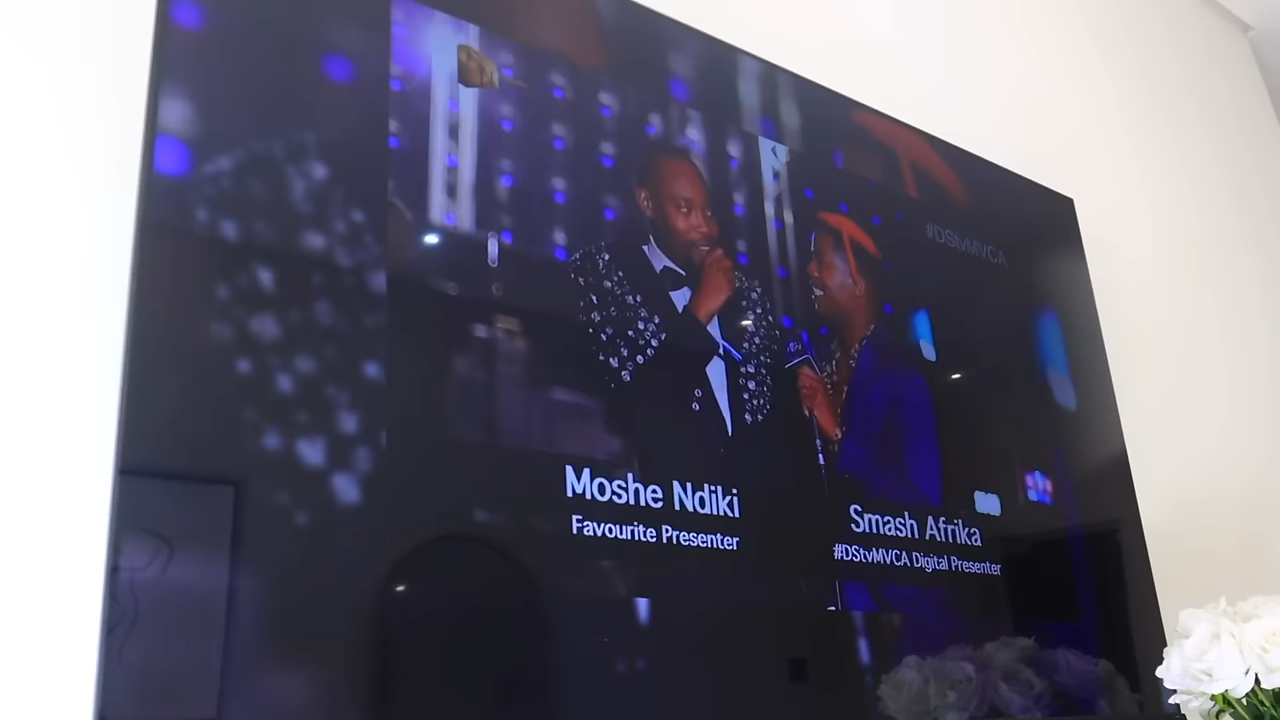 #DStvMVCA
Moshe Ndiki
Favourite Presenter
Smash Afrika
#DStvMVCA Digital Presenter